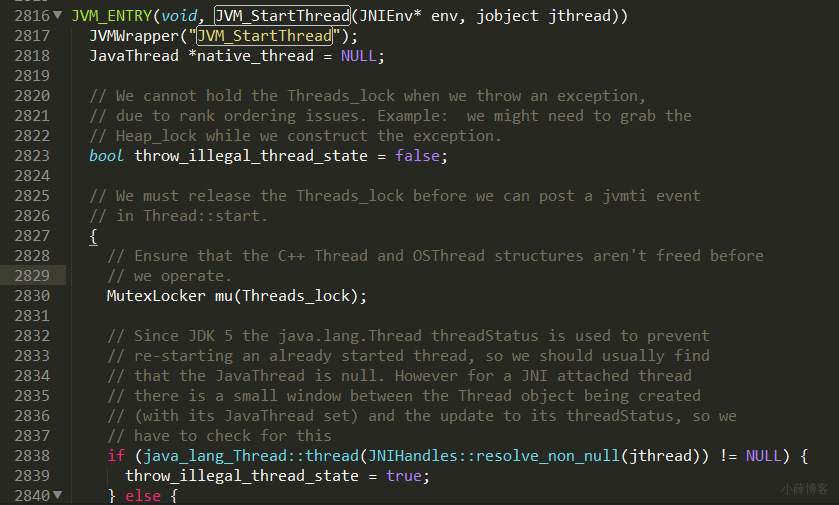 2816 JVM_ENTRY(void, JVM_StartThread(JNIEnv* env, jobject jthread))
2817   JVMWrapper("JVM_StartThread");
2818   JavaThread *native_thread = NULL;
2819
2820   // We cannot hold the Threads_lock when we throw an exception,
2821   // due to rank ordering issues. Example:  we might need to grab the
2822   // Heap_lock while we construct the exception.
2823   bool throw_illegal_thread_state = false;
2824
2825   // We must release the Threads_lock before we can post a jvmti event
2826   // in Thread::start.
2827   {
2828     // Ensure that the C++ Thread and OSThread structures aren't freed before
2829     // we operate.
2830     MutexLocker mu(Threads_lock);
2831
2832     // Since JDK 5 the java.lang.Thread threadStatus is used to prevent
2833     // re-starting an already started thread, so we should usually find
2834     // that the JavaThread is null. However for a JNI attached thread
2835     // there is a small window between the Thread object being created
2836     // (with its JavaThread set) and the update to its threadStatus, so we
2837     // have to check for this
2838     if (java_lang_Thread::thread(JNIHandles::resolve_non_null(jthread)) != NULL) {
2839       throw_illegal_thread_state = true;
2840     } else {
小薛博客